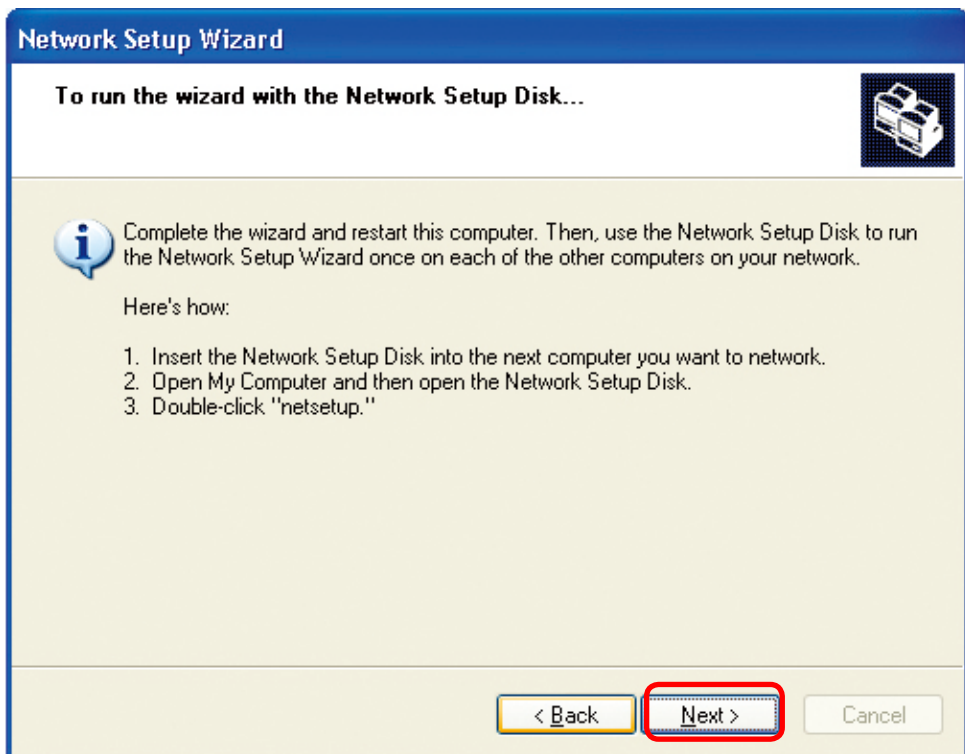 Network Setup Wizard
To run the wizard with the Network Setup Disk...
Complete the wizard and restart this computer. Then, use the Network Setup Disk to run
the Network Setup Wizard once on each of the other computers on your network.
Here's how:
1. Insert the Network Setup Disk into the next computer you want to network.
2. Open My Computer and then open the Network Setup Disk.
3. Double-click "netsetup."
< Back Next > Cancel